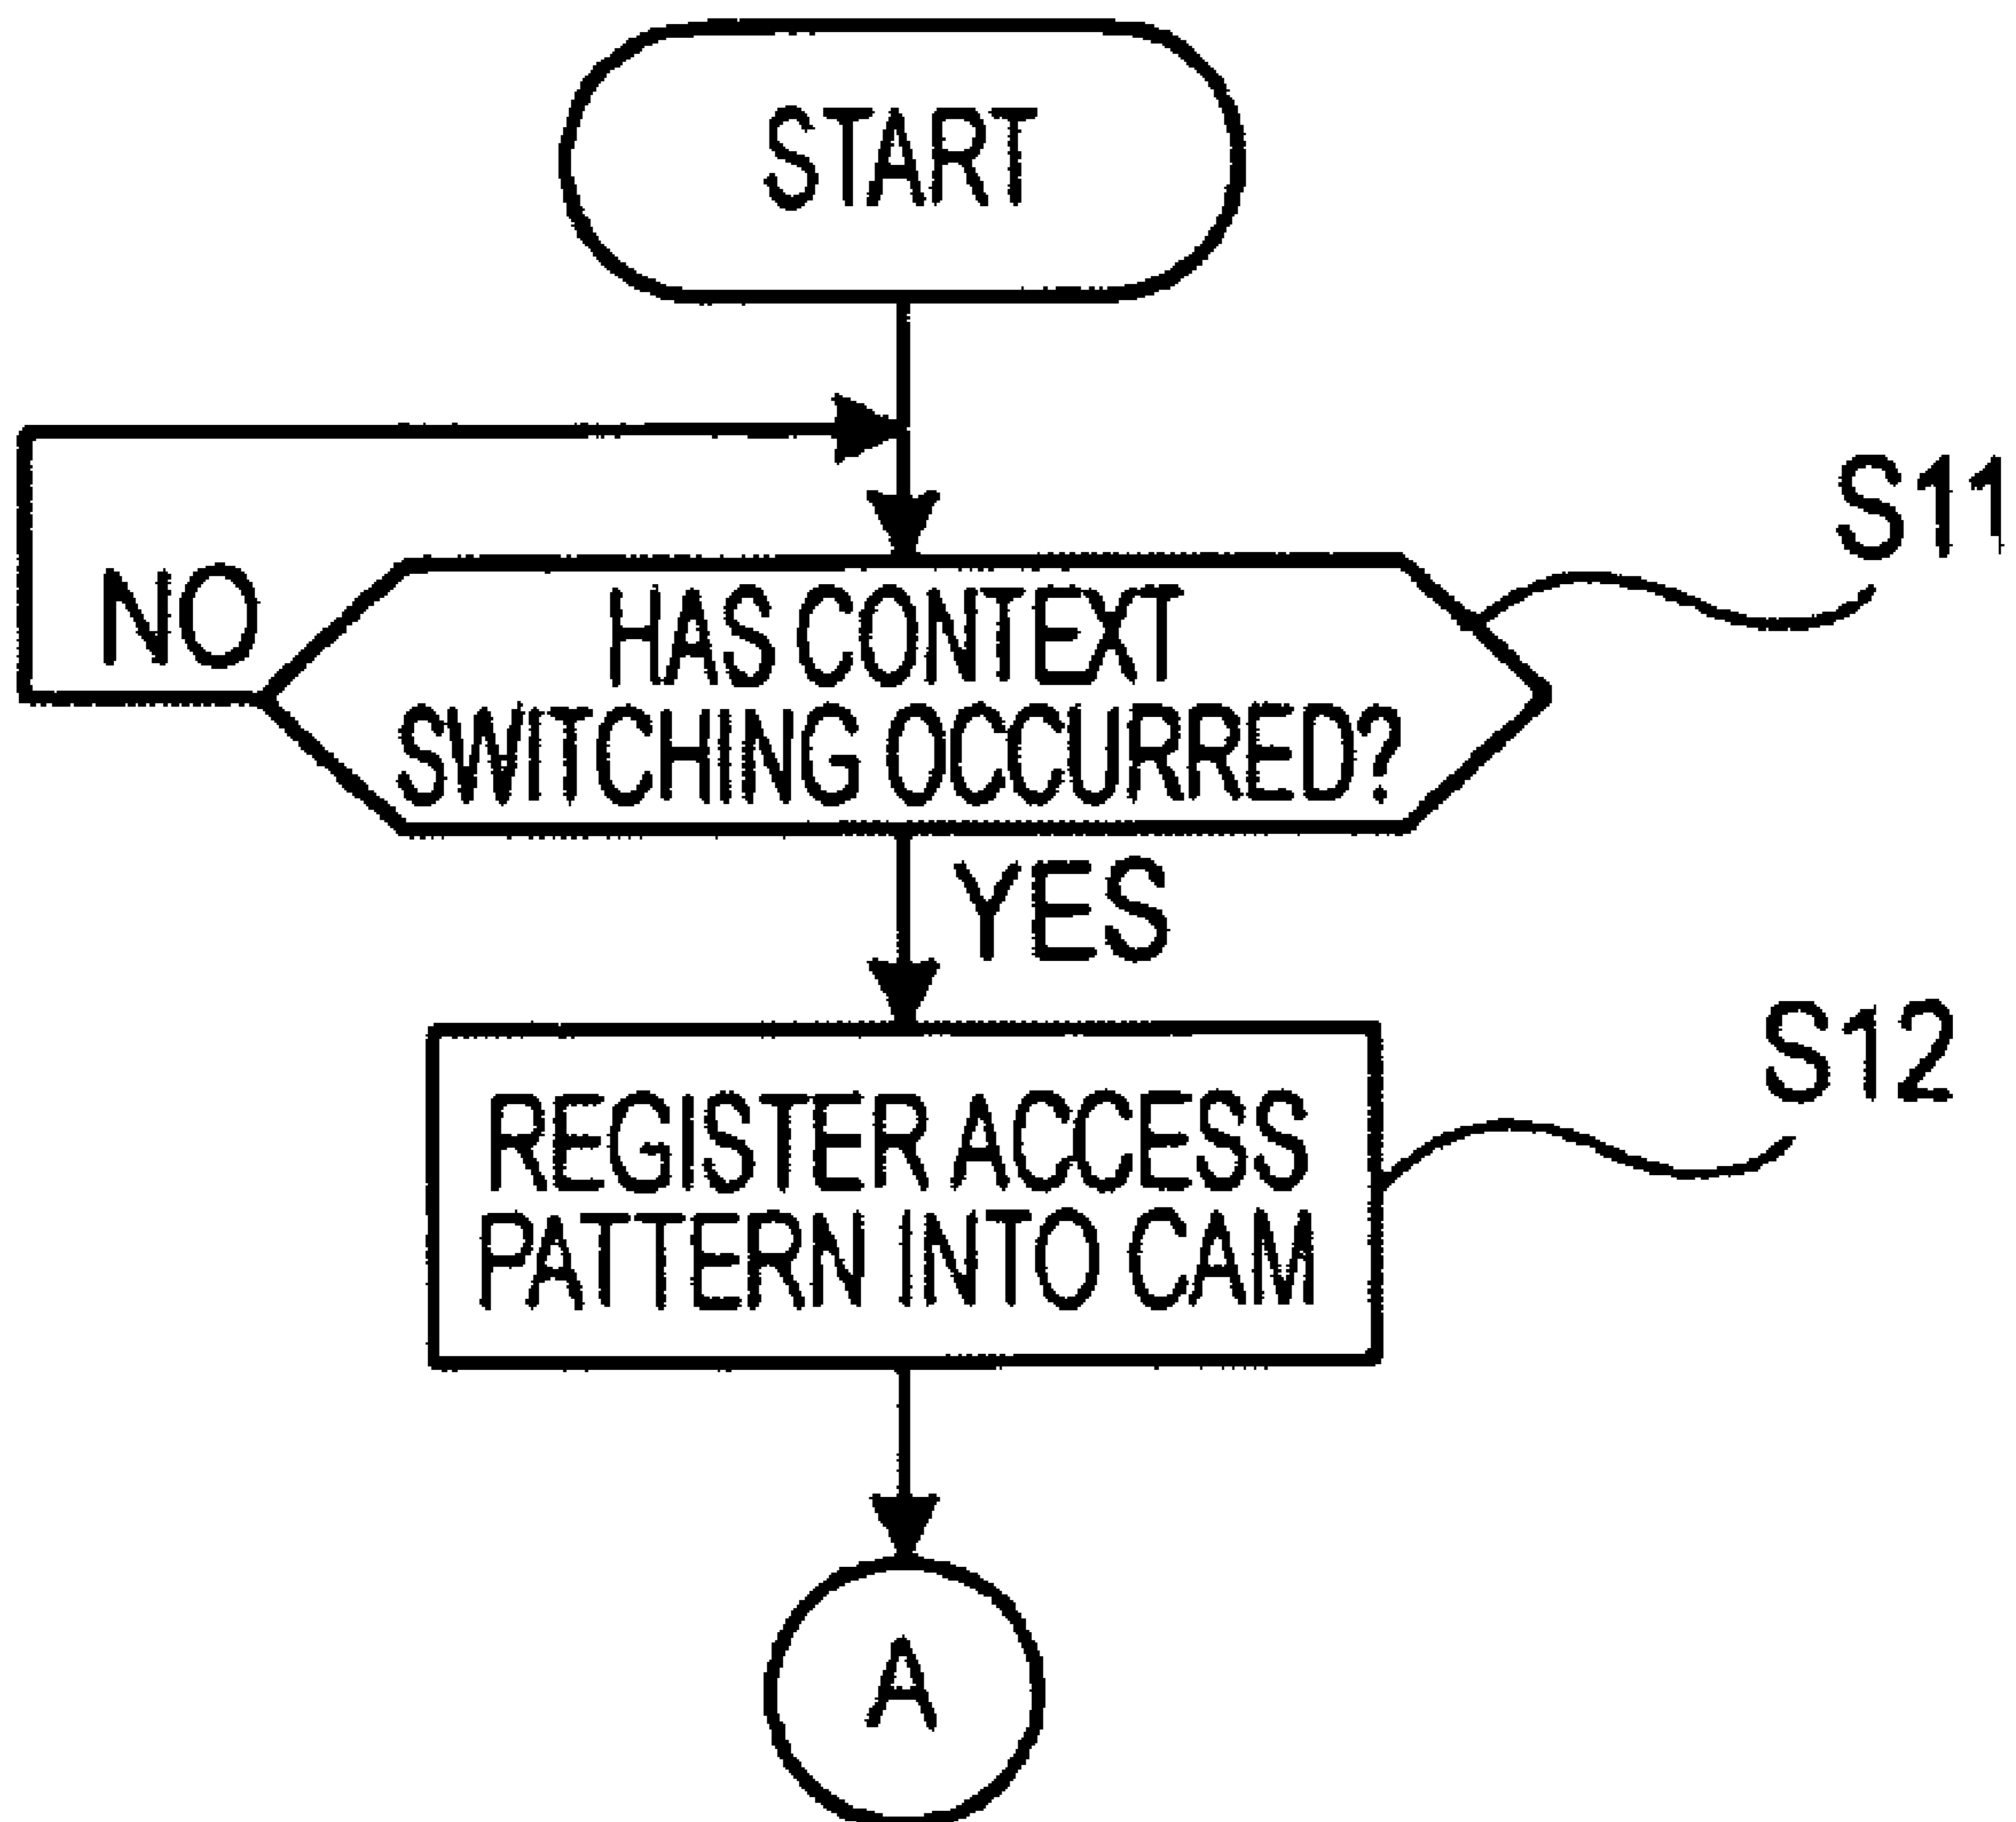 START
S11
NO
HAS CONTEXT
SWITCHING OCCURRED?
YES
S12
REGISTER ACCESS
PATTERN INTO CAM
A